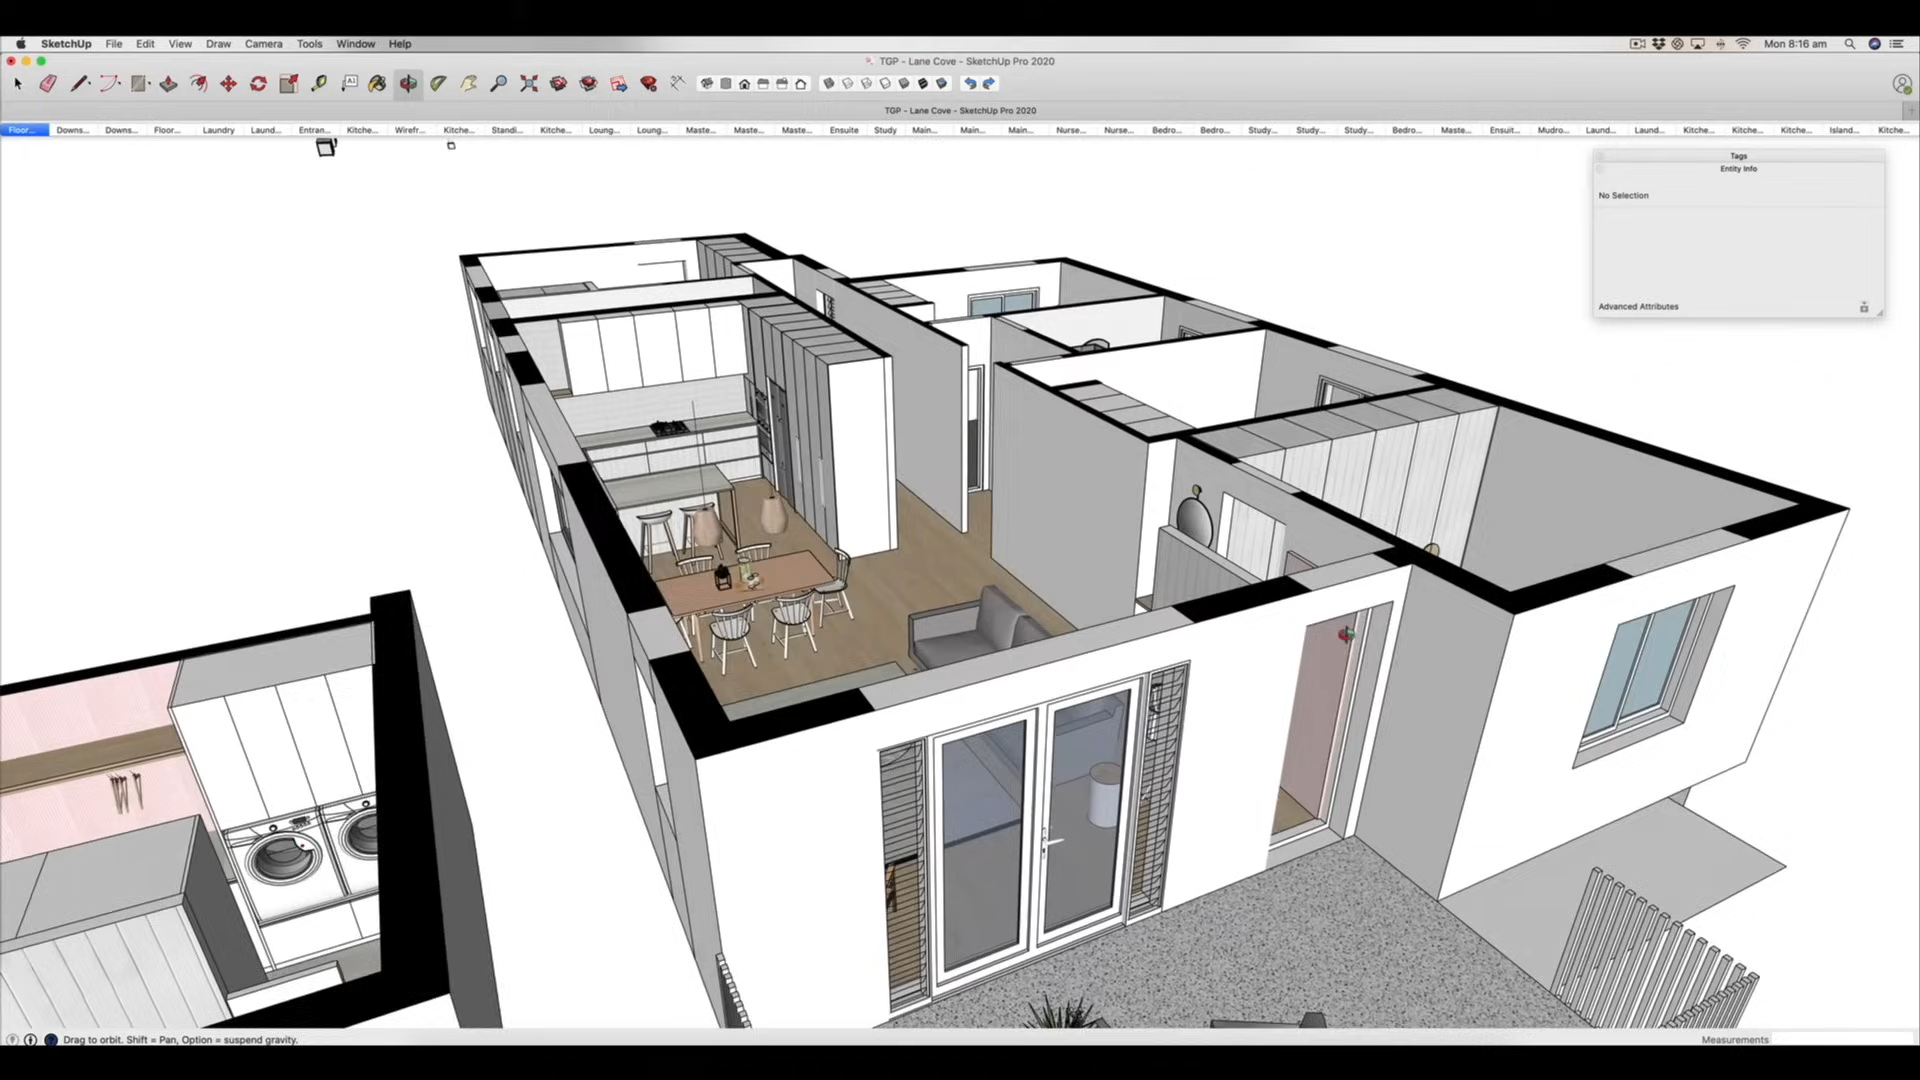 SketchUp File Edit View Draw Camera Tools Window Help
Mon 8:16 am
TGP - Lane Cove - SketchUp Pro 2020
A1
TGP - Lane Cove - SketchUp Pro 2020
Floor... Downs... Downs... Floor... Laundry Laund... Entran... Kitche... Wirefr... Kitche... Standi... Kitche... Loung... Loung... Maste... Maste... Maste... Ensuite Study Main... Main... Main... Nurse... Nurse... Bedro... Bedro... Study... Study... Study... Bedro... Maste... Ensuit... Mudro... Laund... Laund... Kitche... Kitche... Kitche... Island... Kitche...
Tags
Entity Info
No Selection
Advanced Attributes
Drag to orbit. Shift = Pan, Option = suspend gravity.
Measurements